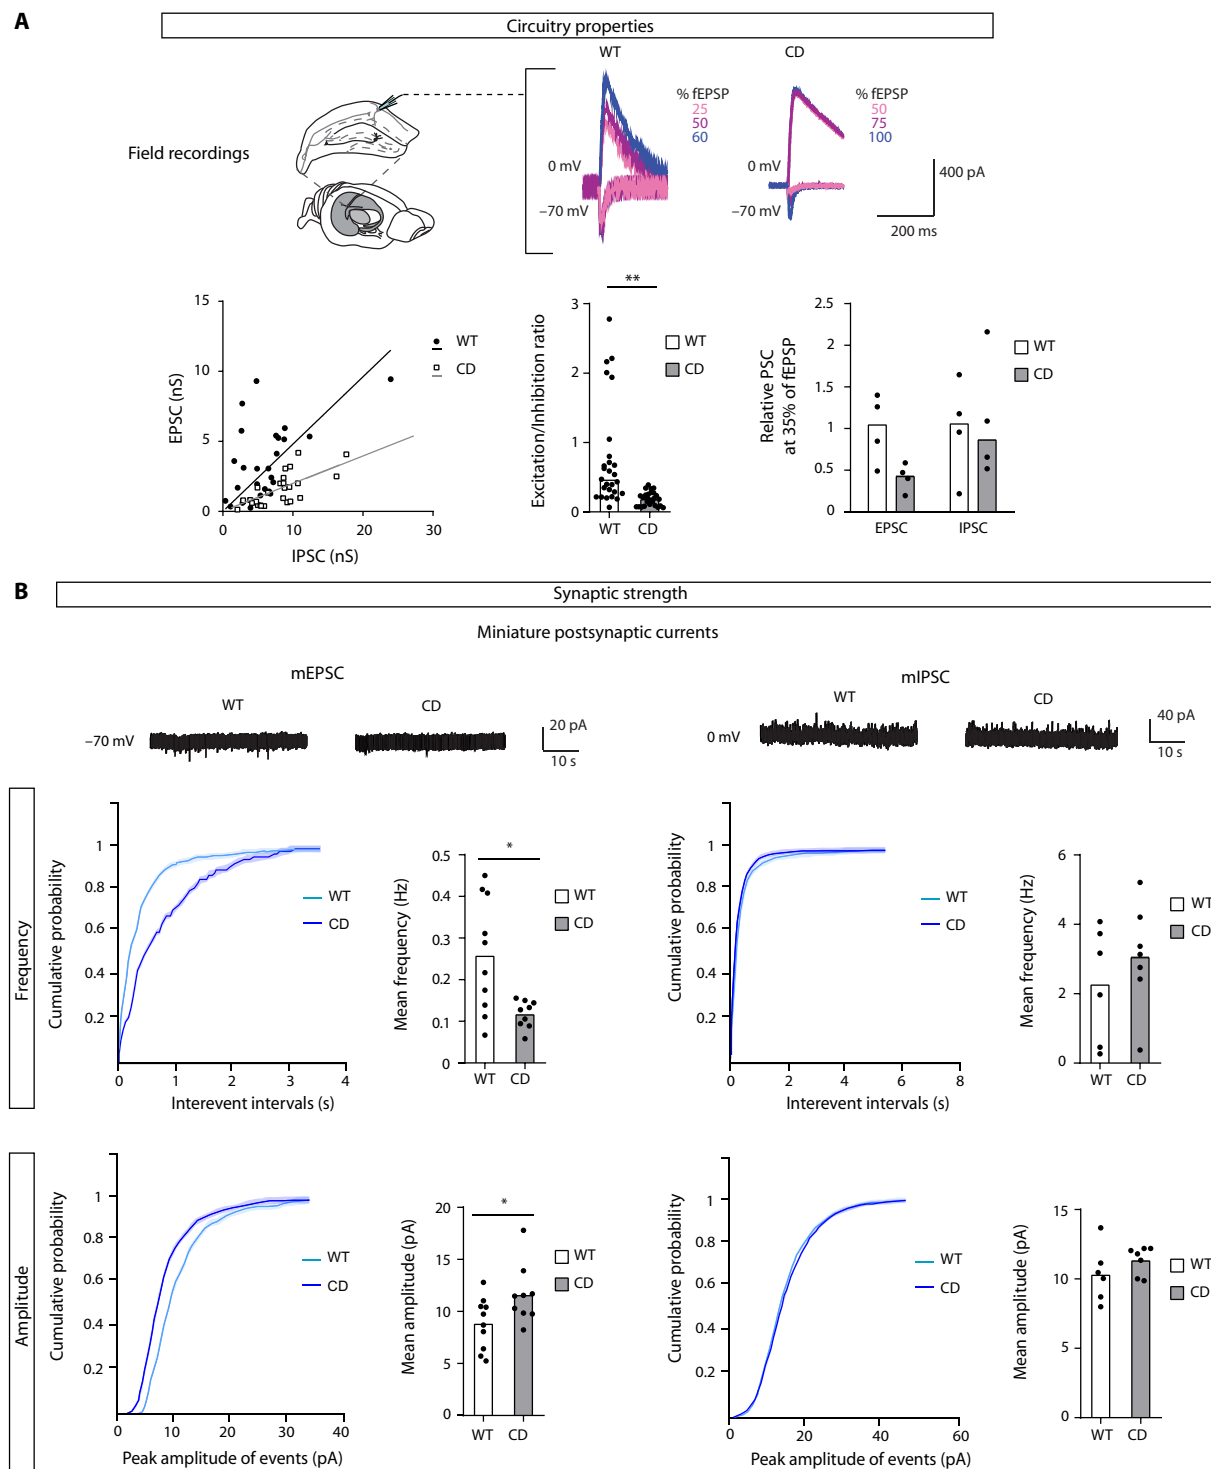 A
Circuitry properties
Field recordings
WT
CD
% fEPSP
25
50
60
% fEPSP
50
75
100
0 mV
–70 mV
0 mV
–70 mV
400 pA
200 ms
EPSC (nS)
15
10
5
0
0
10
20
30
IPSC (nS)
WT
CD
Excitation/Inhibition ratio
**
3
2
1
0
WT
CD
WT
CD
Relative PSC
at 35% of fEPSP
2.5
2
1.5
1
0.5
0
EPSC
IPSC
WT
CD
B
Synaptic strength
Miniature postsynaptic currents
mEPSC
WT
CD
–70 mV
20 pA
10 s
mIPSC
WT
CD
0 mV
40 pA
10 s
Frequency
Cumulative probability
1
0.8
0.6
0.4
0.2
0
1
2
3
4
Interevent intervals (s)
WT
CD
Mean frequency (Hz)
*
0.5
0.4
0.3
0.2
0.1
0
WT
CD
WT
CD
Cumulative probability
1
0.8
0.6
0.4
0.2
0
2
4
6
8
Interevent intervals (s)
WT
CD
Mean frequency (Hz)
6
4
2
0
WT
CD
WT
CD
Amplitude
Cumulative probability
1
0.8
0.6
0.4
0.2
0
10
20
30
40
Peak amplitude of events (pA)
WT
CD
Mean amplitude (pA)
*
20
15
10
5
0
WT
CD
WT
CD
Cumulative probability
1
0.8
0.6
0.4
0.2
0
20
40
60
Peak amplitude of events (pA)
WT
CD
Mean amplitude (pA)
15
10
5
0
WT
CD
WT
CD